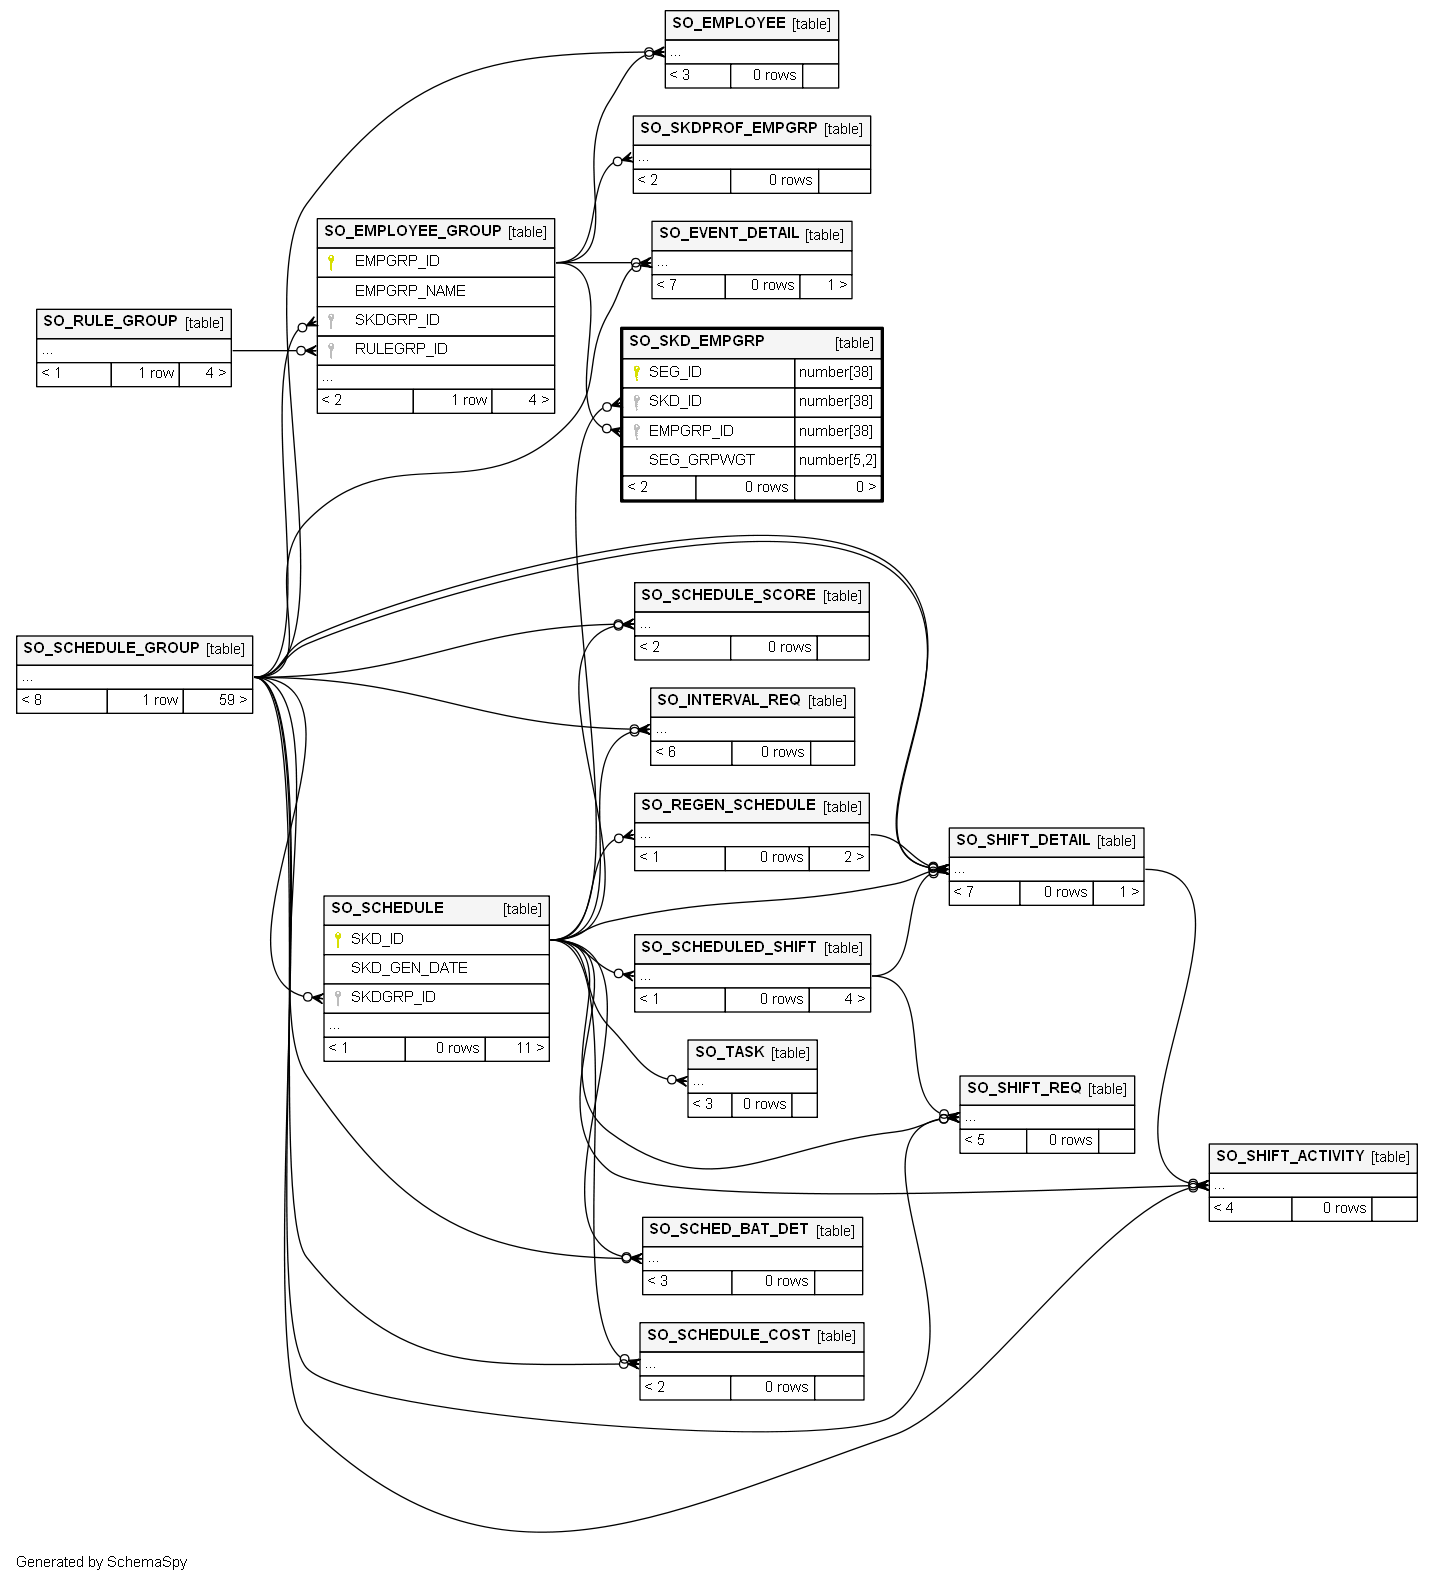 SO_EMPLOYEE [table]
...
< 3 0 rows
SO_SKDPROF_EMPGRP [table]
...
< 2 0 rows
SO_EMPLOYEE_GROUP [table]
EMPGRP_ID
EMPGRP_NAME
SKDGRP_ID
RULEGRP_ID
...
< 2 1 row 4 >
SO_EVENT_DETAIL [table]
...
< 7 0 rows 1 >
SO_RULE_GROUP [table]
...
< 1 1 row 4 >
SO_SKD_EMPGRP [table]
SEG_ID number[38]
SKD_ID number[38]
EMPGRP_ID number[38]
SEG_GRPWGT number[5,2]
< 2 0 rows 0 >
SO_SCHEDULE_SCORE [table]
...
< 2 0 rows
SO_SCHEDULE_GROUP [table]
...
< 8 1 row 59 >
SO_INTERVAL_REQ [table]
...
< 6 0 rows
SO_REGEN_SCHEDULE [table]
...
< 1 0 rows 2 >
SO_SHIFT_DETAIL [table]
...
< 7 0 rows 1 >
SO_SCHEDULE [table]
SKD_ID
SKD_GEN_DATE
SKDGRP_ID
...
< 1 0 rows 11 >
SO_SCHEDULED_SHIFT [table]
...
< 1 0 rows 4 >
SO_TASK [table]
...
< 3 0 rows
SO_SHIFT_REQ [table]
...
< 5 0 rows
SO_SHIFT_ACTIVITY [table]
...
< 4 0 rows
SO_SCHED_BAT_DET [table]
...
< 3 0 rows
SO_SCHEDULE_COST [table]
...
< 2 0 rows
Generated by SchemaSpy